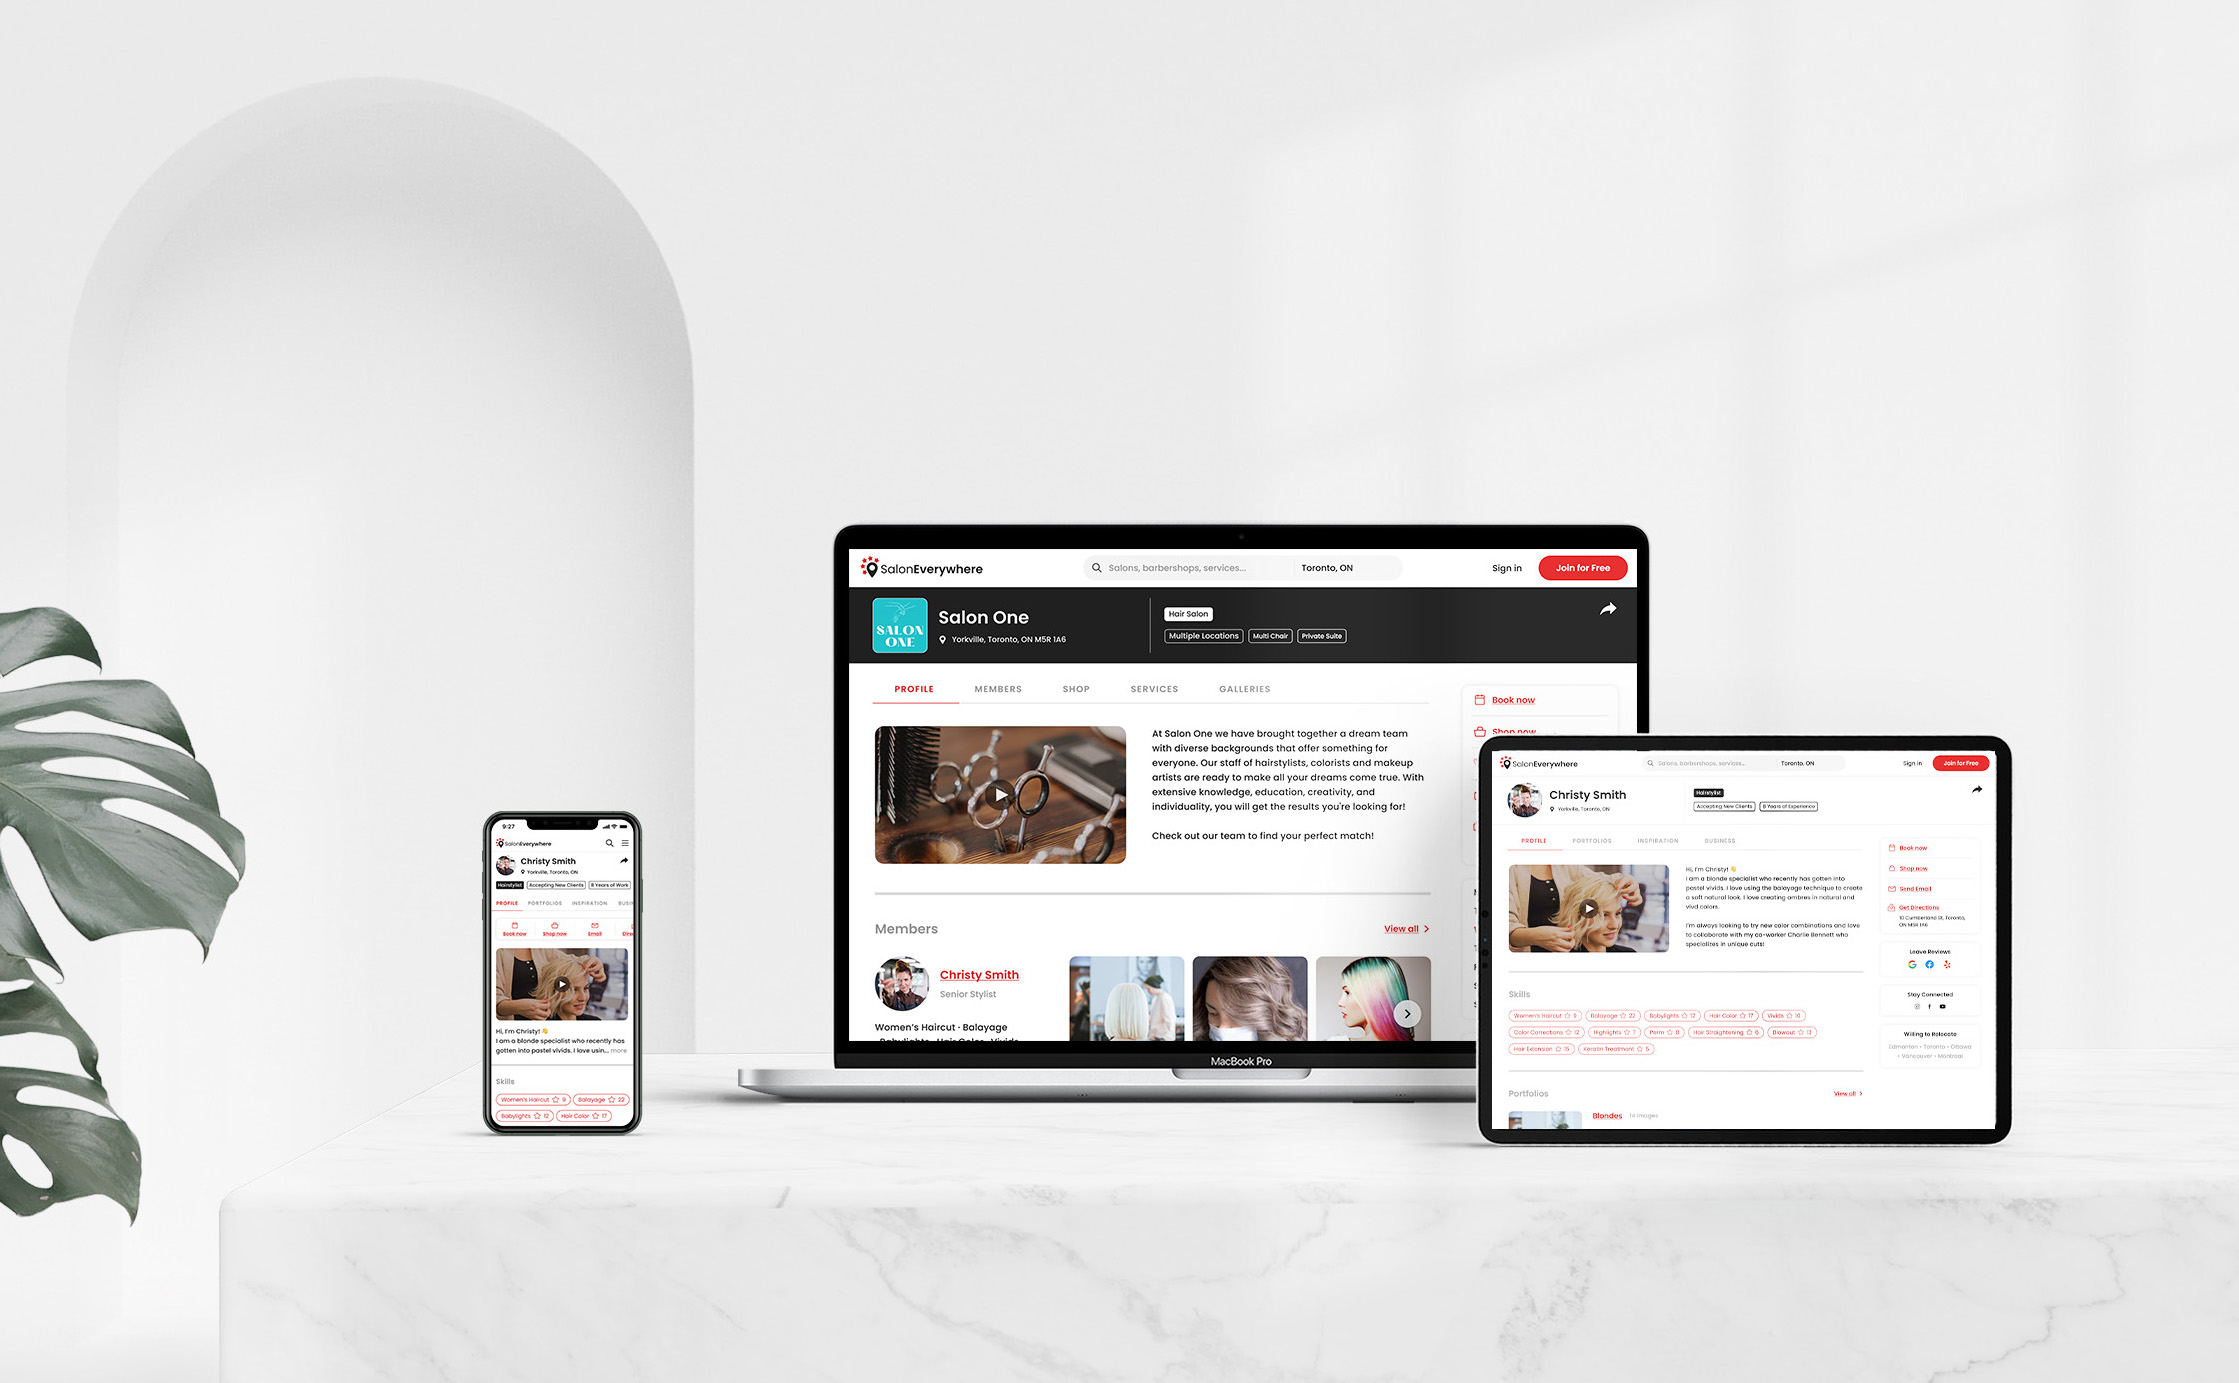 9:27
SalonEverywhere
Christy Smith
Yorkville, Toronto, ON
Hairstylist
Accepting New Clients
8 Years of Work
PROFILE
PORTFOLIOS
INSPIRATION
BUSIN
Book now
Shop now
Email
Direc
Hi, I'm Christy! 👋
I am a blonde specialist who recently has
gotten into pastel vivids. I love usin... more
Skills
Women's Haircut ☆ 9
Balayage ☆ 22
Babylights ☆ 12
Hair Color ☆ 17
SalonEverywhere
Salons, barbershops, services...
Toronto, ON
Sign in
Join for Free
SALON
ONE
Salon One
Yorkville, Toronto, ON M5R 1A6
Hair Salon
Multiple Locations
Multi Chair
Private Suite
PROFILE
MEMBERS
SHOP
SERVICES
GALLERIES
At Salon One we have brought together a dream team
with diverse backgrounds that offer something for
everyone. Our staff of hairstylists, colorists and makeup
artists are ready to make all your dreams come true. With
extensive knowledge, education, creativity, and
individuality, you will get the results you're looking for!
Check out our team to find your perfect match!
Book now
Shop now
Members
View all
Christy Smith
Senior Stylist
Women's Haircut · Balayage
· Babylights · Hair Color · Vivids
MacBook Pro
SalonEverywhere
Salons, barbershops, services...
Toronto, ON
Sign in
Join for Free
Christy Smith
Yorkville, Toronto, ON
Hairstylist
Accepting New Clients
8 Years of Experience
PROFILE
PORTFOLIOS
INSPIRATION
BUSINESS
Hi, I'm Christy! 👋
I am a blonde specialist who recently has gotten into
pastel vivids. I love using the balayage technique to create
a soft natural look. I love creating ombres in natural and
vivd colors.
I'm always looking to try new color combinations and love
to collaborate with my co-worker Charlie Bennett who
specializes in unique cuts!
Book now
Shop now
Send Email
Get Directions
10 Cumberland St, Toronto,
ON M5R 1A6
Leave Reviews
Stay Connected
Willing to Relocate
Edmonton • Toronto • Ottawa
• Vancouver • Montreal
Skills
Women's Haircut ☆ 9
Balayage ☆ 22
Babylights ☆ 12
Hair Color ☆ 17
Vivids ☆ 10
Color Corrections ☆ 12
Highlights ☆ 7
Perm ☆ 8
Hair Straightening ☆ 6
Blowout ☆ 13
Hair Extension ☆ 15
Keratin Treatment ☆ 5
Portfolios
View all
Blondes
14 Images